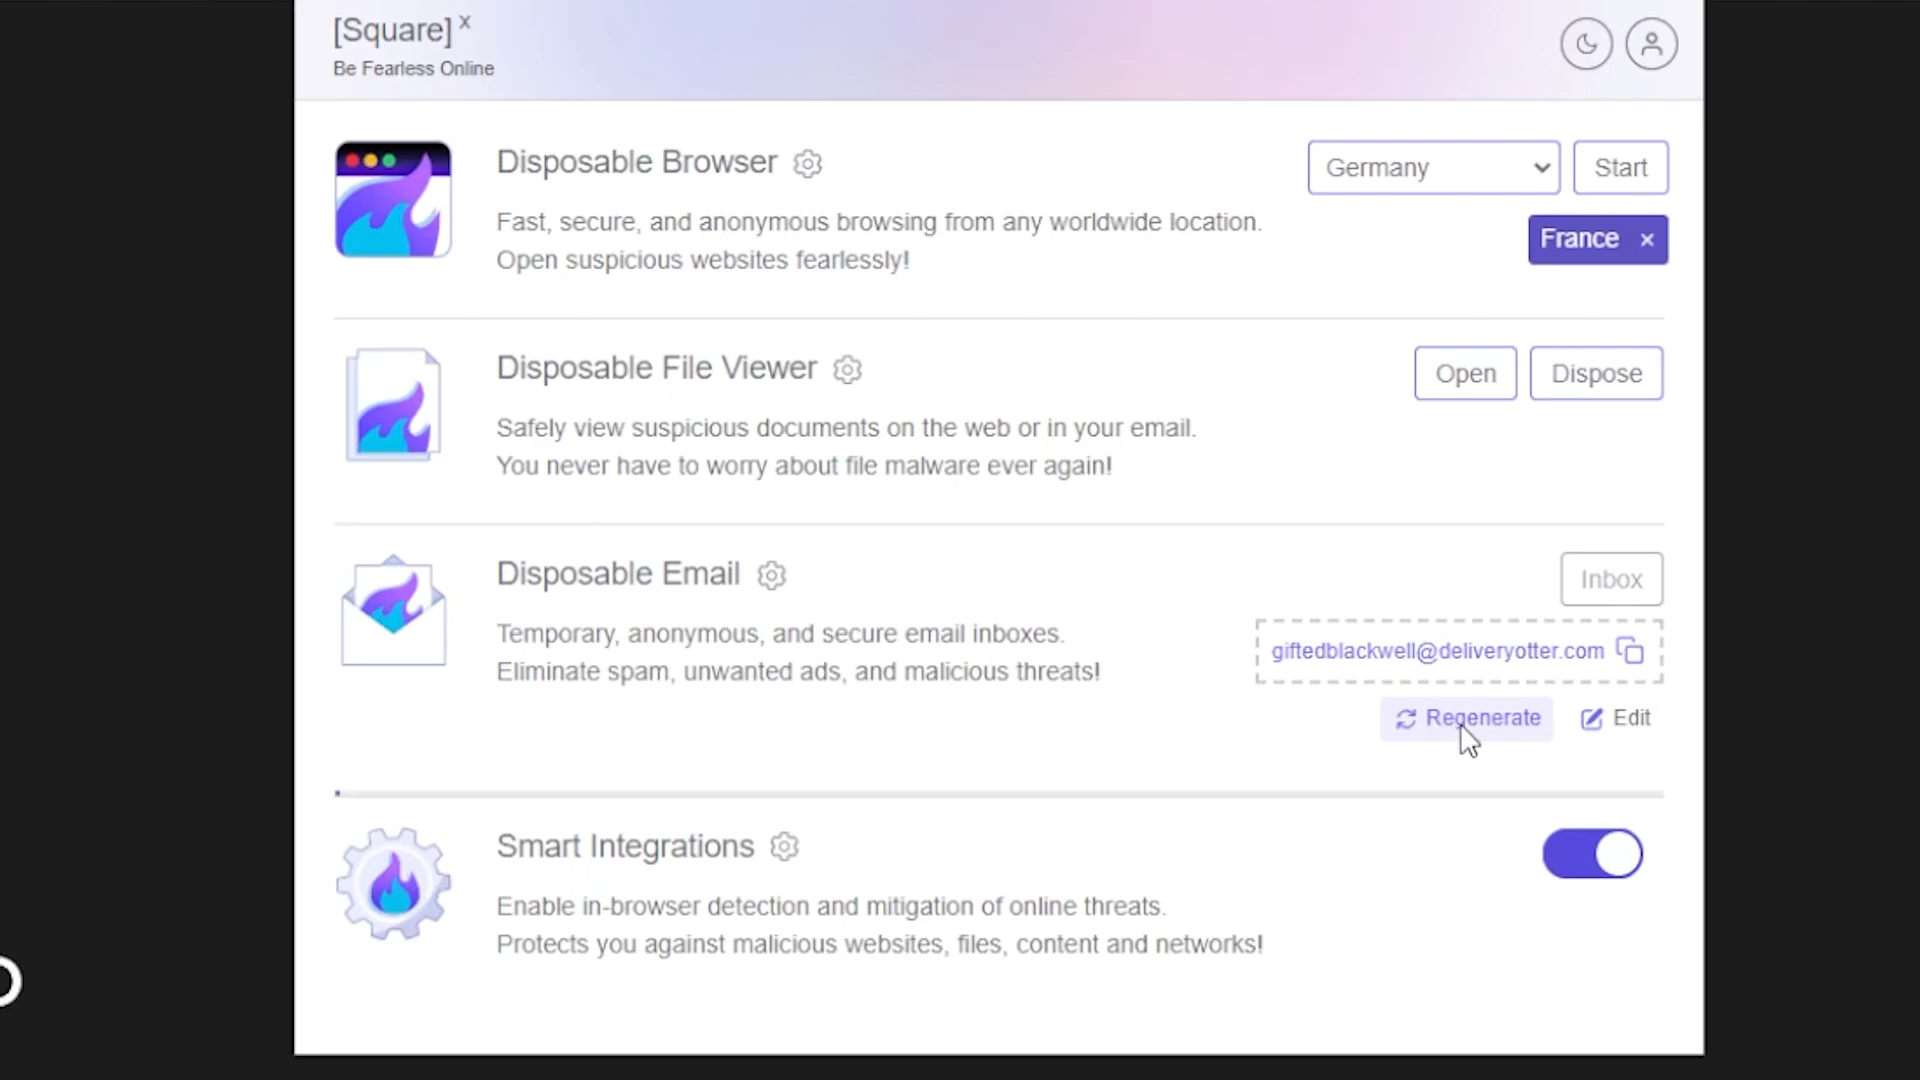 [Square] x
Be Fearless Online
Disposable Browser
Germany
Start
Fast, secure, and anonymous browsing from any worldwide location.
Open suspicious websites fearlessly!
France ×
Disposable File Viewer
Open
Dispose
Safely view suspicious documents on the web or in your email.
You never have to worry about file malware ever again!
Disposable Email
Inbox
Temporary, anonymous, and secure email inboxes.
Eliminate spam, unwanted ads, and malicious threats!
giftedblackwell@deliveryotter.com
Regenerate
Edit
Smart Integrations
Enable in-browser detection and mitigation of online threats.
Protects you against malicious websites, files, content and networks!